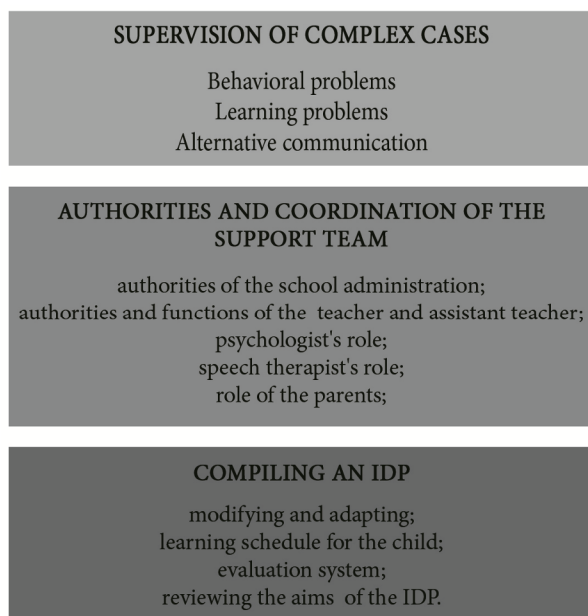 SUPERVISION OF COMPLEX CASES
Behavioral problems
Learning problems
Alternative communication
AUTHORITIES AND COORDINATION OF THE
SUPPORT TEAM
authorities of the school administration;
authorities and functions of the teacher and assistant teacher;
psychologist's role;
speech therapist's role;
role of the parents;
COMPILING AN IDP
modifying and adapting;
learning schedule for the child;
evaluation system;
reviewing the aims of the IDP.